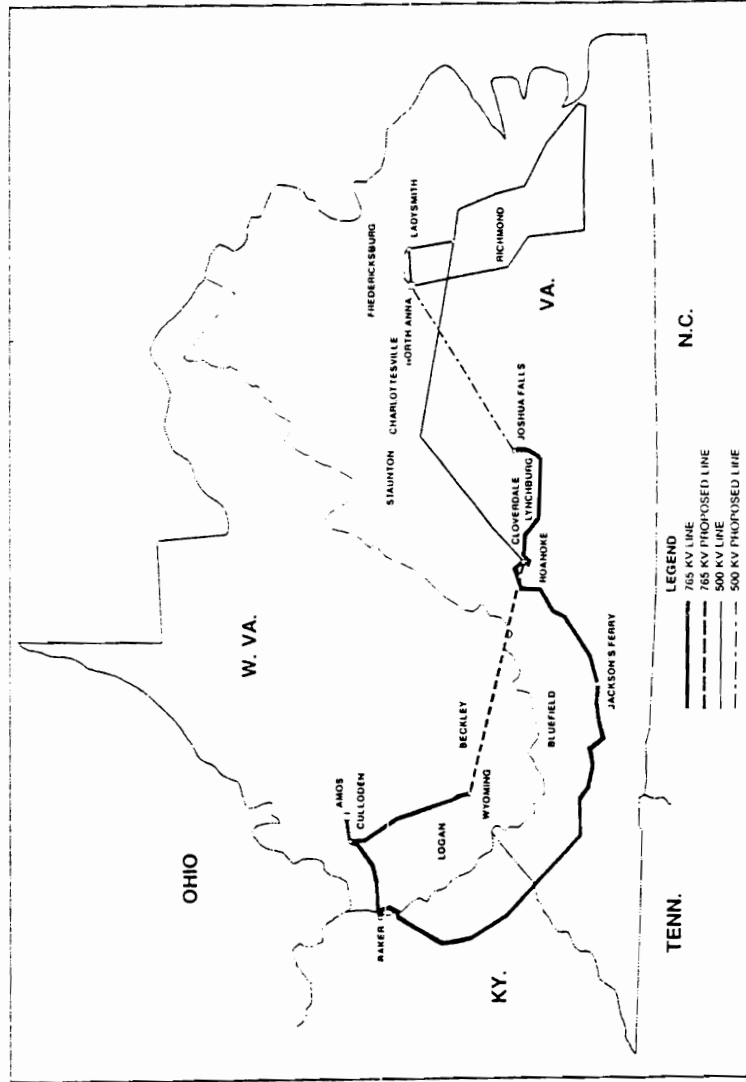 OHIO
W. VA.
KY.
TENN.
VA.
N.C.
AMOS
CULLODEN
BAKER
LOGAN
WYOMING
BECKLEY
BLUEFIELD
JACKSON S FERRY
STAUNTON
CHARLOTTESVILLE
FREDERICKSBURG
LADYSMITH
NORTH ANNA
RICHMOND
CLOVERDALE
LYNCHBURG
JOSHUA FALLS
ROANOKE
LEGEND
765 KV LINE
765 KV PROPOSED LINE
500 KV LINE
500 KV PROPOSED LINE